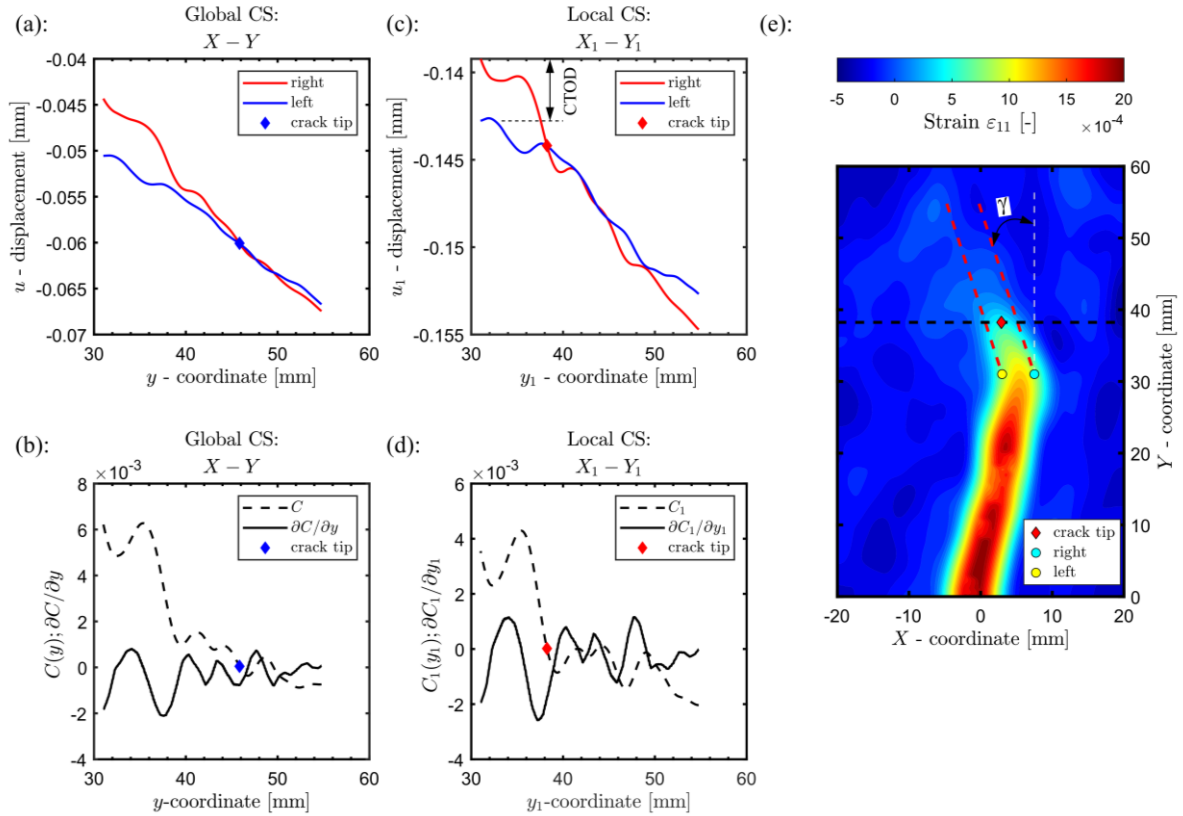 (a):
Global CS:
X − Y
-0.04
-0.045
-0.05
-0.055
-0.06
-0.065
-0.07
30
40
50
60
u - displacement [mm]
y - coordinate [mm]
right
left
crack tip
(c):
Local CS:
X₁ − Y₁
-0.14
-0.145
-0.15
-0.155
30
40
50
60
u₁ - displacement [mm]
y₁ - coordinate [mm]
CTOD
right
left
crack tip
(e):
-5
0
5
10
15
20
Strain ε₁₁ [-]
×10⁻⁴
γ
60
50
40
30
20
10
0
Y - coordinate [mm]
-20
-10
0
10
20
X - coordinate [mm]
crack tip
right
left
(b):
Global CS:
X − Y
×10⁻³
8
6
4
2
0
-2
-4
30
40
50
60
C(y); ∂C/∂y
y-coordinate [mm]
C
∂C/∂y
crack tip
(d):
Local CS:
X₁ − Y₁
×10⁻³
6
4
2
0
-2
-4
30
40
50
60
C₁(y₁); ∂C₁/∂y₁
y₁-coordinate [mm]
C₁
∂C₁/∂y₁
crack tip